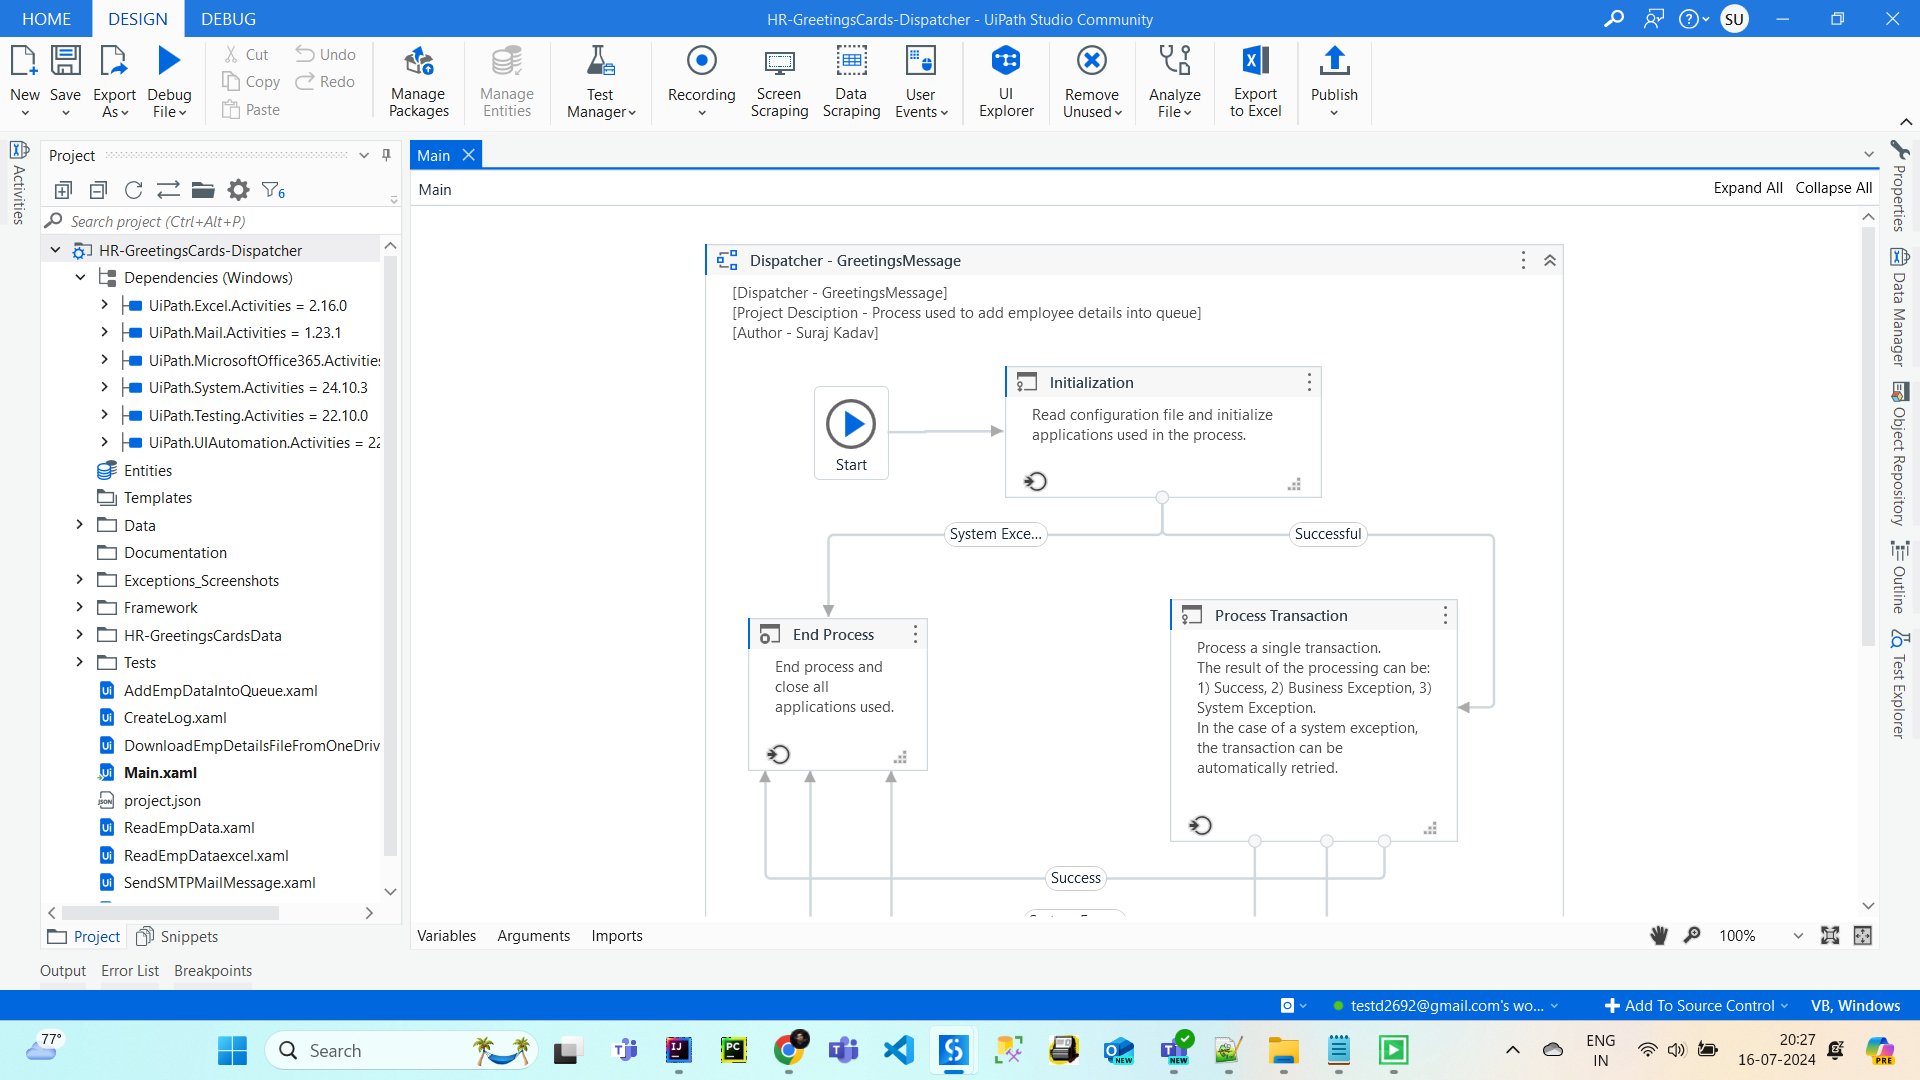 HOME
DESIGN
DEBUG
HR-GreetingsCards-Dispatcher - UiPath Studio Community
SU
New
Save
Export As
Debug File
Cut
Copy
Paste
Undo
Redo
Manage Packages
Manage Entities
Test Manager
Recording
Screen Scraping
Data Scraping
User Events
UI Explorer
Remove Unused
Analyze File
Export to Excel
Publish
Activities
Project
6
Search project (Ctrl+Alt+P)
HR-GreetingsCards-Dispatcher
Dependencies (Windows)
UiPath.Excel.Activities = 2.16.0
UiPath.Mail.Activities = 1.23.1
UiPath.MicrosoftOffice365.Activities
UiPath.System.Activities = 24.10.3
UiPath.Testing.Activities = 22.10.0
UiPath.UIAutomation.Activities = 22
Entities
Templates
Data
Documentation
Exceptions_Screenshots
Framework
HR-GreetingsCardsData
Tests
AddEmpDataIntoQueue.xaml
CreateLog.xaml
DownloadEmpDetailsFileFromOneDriv
Main.xaml
project.json
ReadEmpData.xaml
ReadEmpDataexcel.xaml
SendSMTPMailMessage.xaml
Project
Snippets
Main
Main
Expand All
Collapse All
Dispatcher - GreetingsMessage
[Dispatcher - GreetingsMessage]
[Project Desciption - Process used to add employee details into queue]
[Author - Suraj Kadav]
Start
Initialization
Read configuration file and initialize
applications used in the process.
System Exce...
Successful
End Process
End process and
close all
applications used.
Process Transaction
Process a single transaction.
The result of the processing can be:
1) Success, 2) Business Exception, 3)
System Exception.
In the case of a system exception,
the transaction can be
automatically retried.
Success
Variables
Arguments
Imports
100%
Properties
Data Manager
Object Repository
Outline
Test Explorer
Output
Error List
Breakpoints
testd2692@gmail.com's wo...
Add To Source Control
VB, Windows
77°
Search
ENG
IN
20:27
16-07-2024